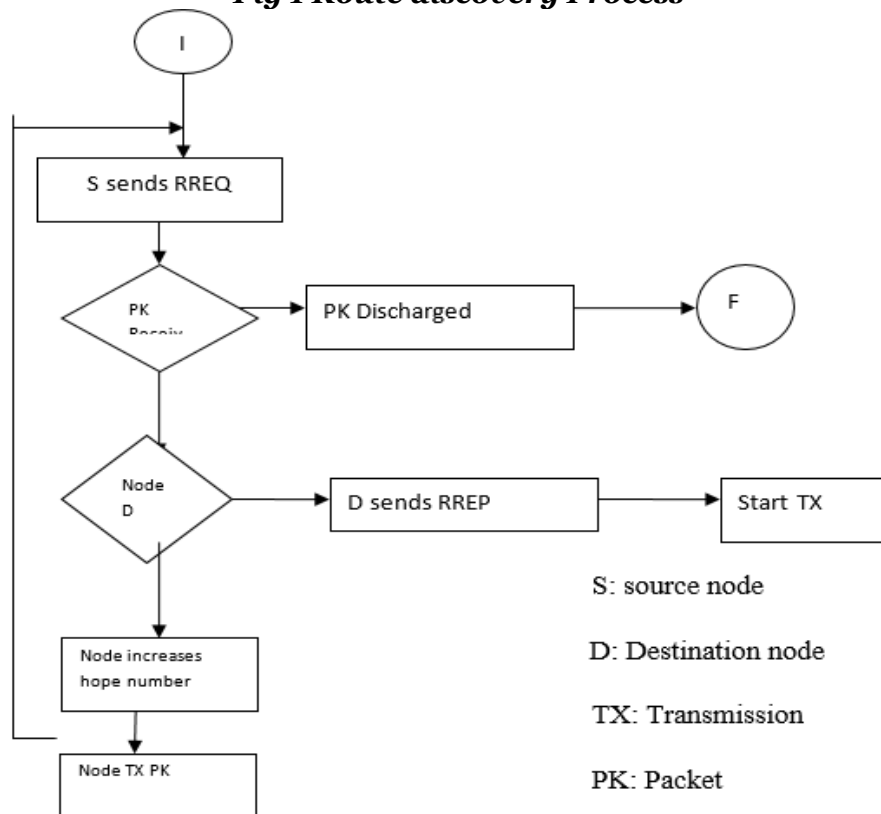 Fig 1 Route discovery Process
I
S sends RREQ
PK
PK Discharged
F
Node
D
D sends RREP
Start TX
S: source node
D: Destination node
Node increases
hope number
TX: Transmission
Node TX PK
PK: Packet